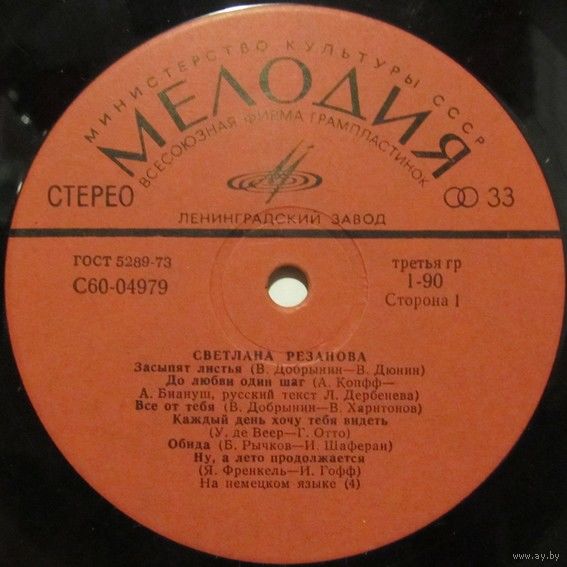 МИНИСТЕРСТВО КУЛЬТУРЫ СССР
МЕЛОДИЯ
ВСЕСОЮЗНАЯ ФИРМА ГРАМПЛАСТИНОК
СТЕРЕО
33
ЛЕНИНГРАДСКИЙ ЗАВОД
ГОСТ 5289-73
третья гр
С60-04979
1-90
Сторона 1
СВЕТЛАНА РЕЗАНОВА
Засыпят листья (В. Добрынин—В. Дюнин)
До любви один шаг (А. Копфф—
А. Биануш, русский текст Л. Дербенева)
Все от тебя (В. Добрынин—В. Харитонов)
Каждый день хочу тебя видеть
(У. де Веер—Г. Отто)
Обида (Б. Рычков—И. Шаферан)
Ну, а лето продолжается
(Я. Френкель—И. Гофф)
На немецком языке (4)
www.ay.by